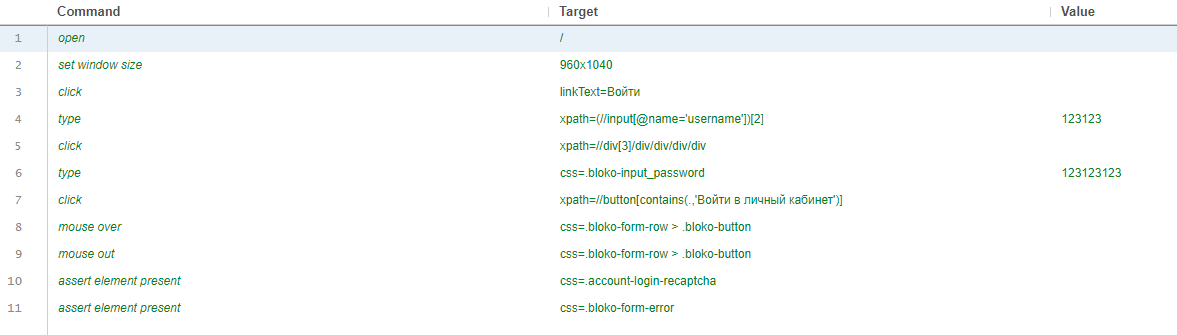 Command Target Value
1 open /
2 set window size 960x1040
3 click linkText=Войти
4 type xpath=(//input[@name='username'])[2] 123123
5 click xpath=//div[3]/div/div/div/div
6 type css=.bloko-input_password 123123123
7 click xpath=//button[contains(.,'Войти в личный кабинет')]
8 mouse over css=.bloko-form-row > .bloko-button
9 mouse out css=.bloko-form-row > .bloko-button
10 assert element present css=.account-login-recaptcha
11 assert element present css=.bloko-form-error